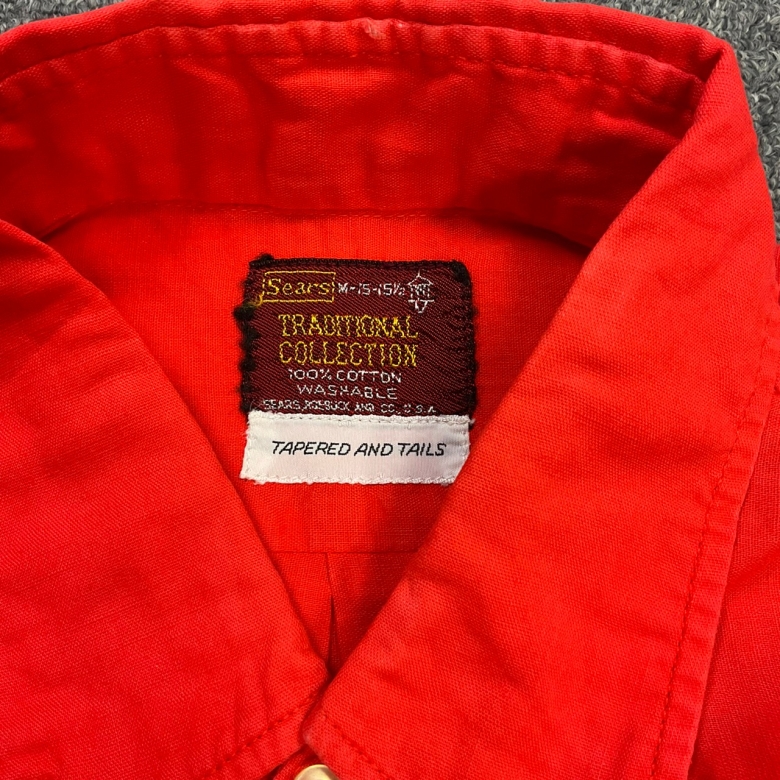 Sears M-15-15½
TRADITIONAL
COLLECTION
100% COTTON
WASHABLE
SEARS, ROEBUCK AND CO. U.S.A.
TAPERED AND TAILS